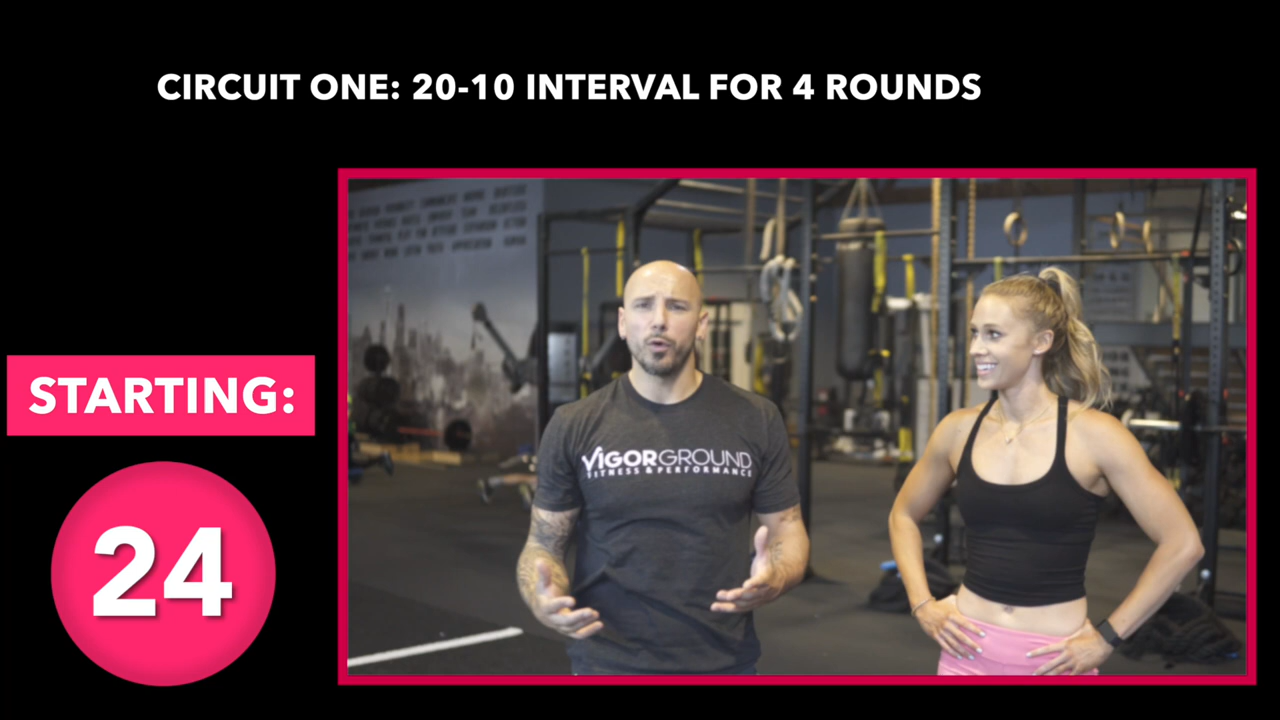 CIRCUIT ONE: 20-10 INTERVAL FOR 4 ROUNDS
STARTING:
24
VIGORGROUND
FITNESS & PERFORMANCE